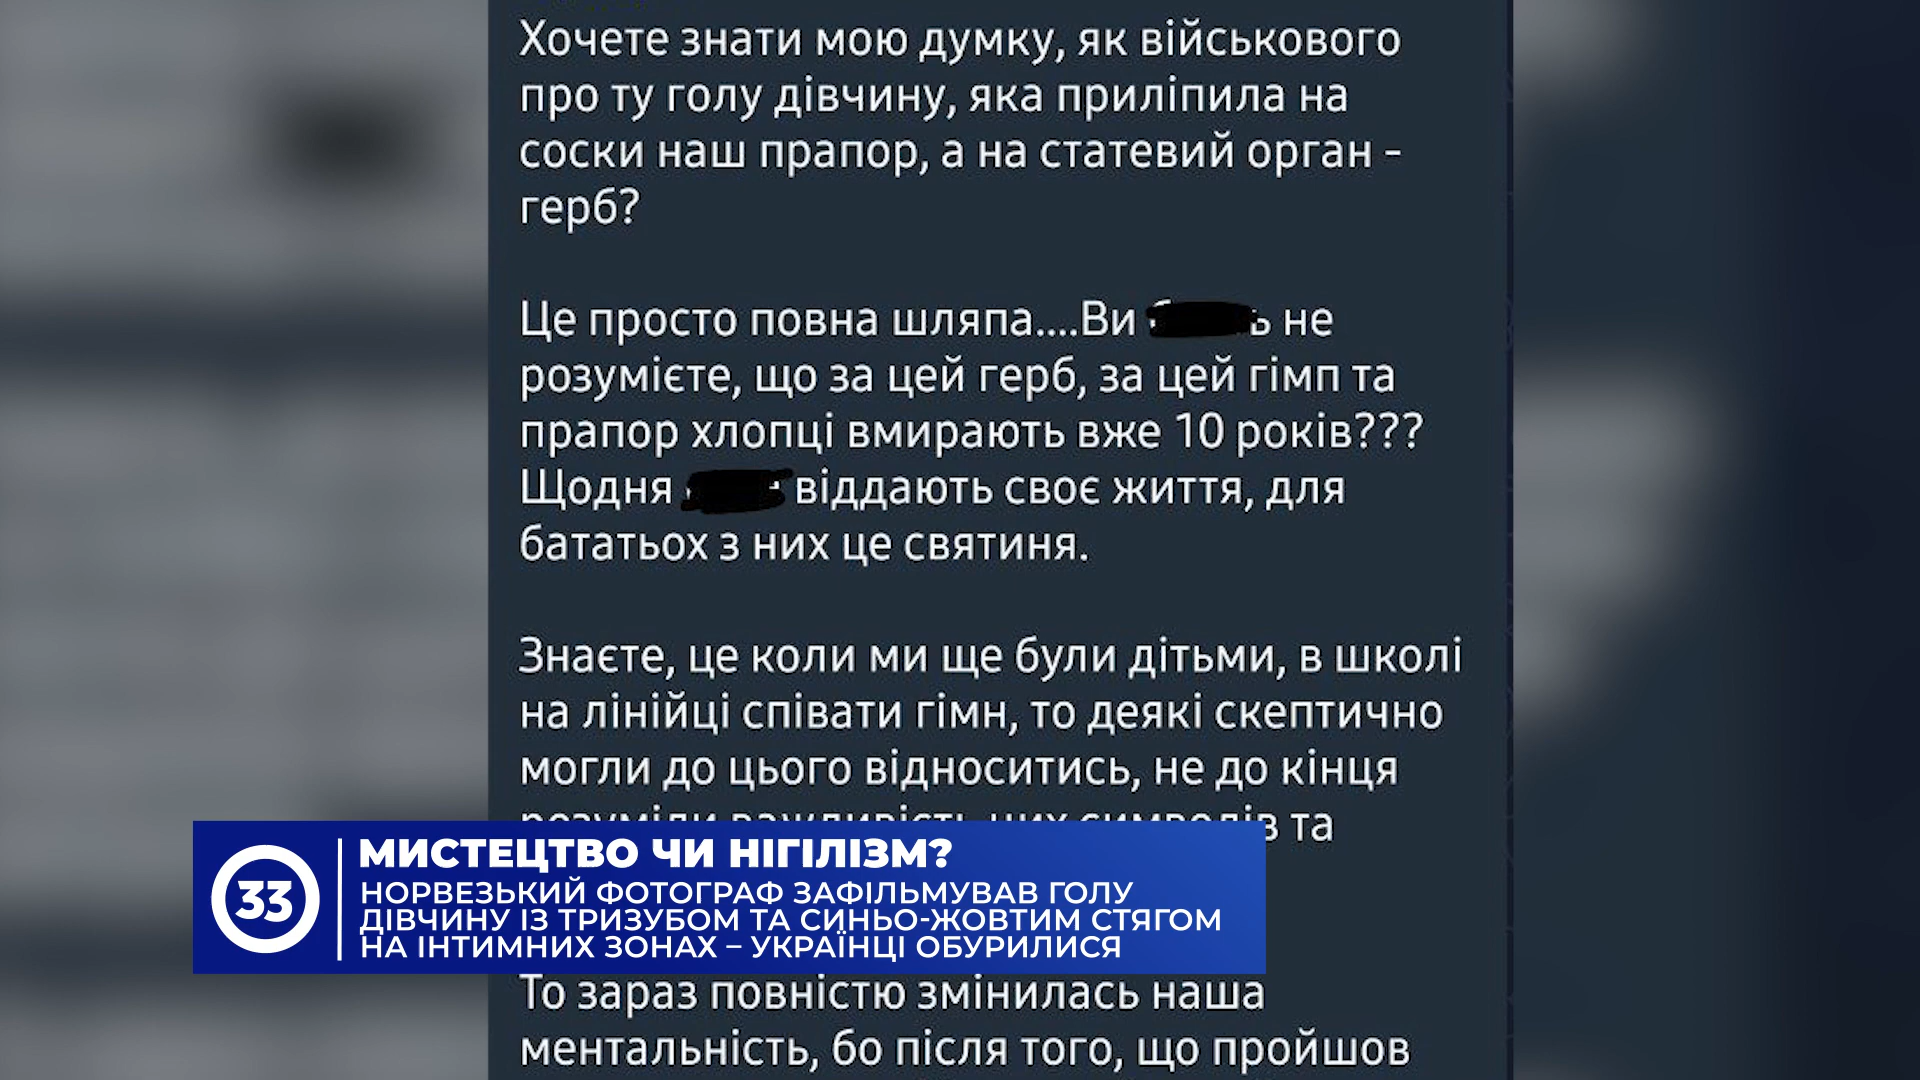 Хочете знати мою думку, як військового
про ту голу дівчину, яка приліпила на
соски наш прапор, а на статевий орган -
герб?
Це просто повна шляпа....Ви не
розумієте, що за цей герб, за цей гімп та
прапор хлопці вмирають вже 10 років???
Щодня віддають своє життя, для
бататьох з них це святиня.
Знаєте, це коли ми ще були дітьми, в школі
на лінійці співати гімн, то деякі скептично
могли до цього відноситись, не до кінця
розуміли важливість цих символів та
33
МИСТЕЦТВО ЧИ НІГІЛІЗМ?
НОРВЕЗЬКИЙ ФОТОГРАФ ЗАФІЛЬМУВАВ ГОЛУ
ДІВЧИНУ ІЗ ТРИЗУБОМ ТА СИНЬО-ЖОВТИМ СТЯГОМ
НА ІНТИМНИХ ЗОНАХ – УКРАЇНЦІ ОБУРИЛИСЯ
То зараз повністю змінилась наша
ментальність, бо після того, що пройшов